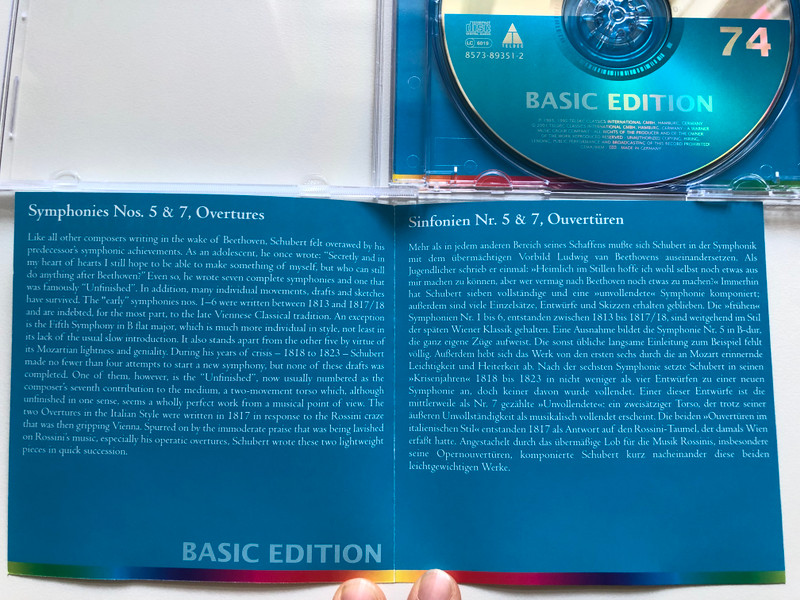 disc
LC 6019
TELDEC
8573-89351-2
74
BASIC EDITION
MADE IN GERMANY
Symphonies Nos. 5 & 7, Overtures
Like all other composers writing in the wake of Beethoven, Schubert felt overawed by his
predecessor's symphonic achievements. As an adolescent, he once wrote: “Secretly and in
my heart of hearts I still hope to be able to make something of myself, but who can still
do anything after Beethoven?” Even so, he wrote seven complete symphonies and one that
was famously “Unfinished”. In addition, many individual movements, drafts and sketches
have survived. The “early” symphonies nos. 1–6 were written between 1813 and 1817/18
and are indebted, for the most part, to the late Viennese Classical tradition. An exception
is the Fifth Symphony in B flat major, which is much more individual in style, not least in
its lack of the usual slow introduction. It also stands apart from the other five by virtue of
its Mozartian lightness and geniality. During his years of crisis – 1818 to 1823 – Schubert
made no fewer than four attempts to start a new symphony, but none of these drafts was
completed. One of them, however, is the “Unfinished”, now usually numbered as the
composer's seventh contribution to the medium, a two-movement torso which, although
unfinished in one sense, seems a wholly perfect work from a musical point of view. The
two Overtures in the Italian Style were written in 1817 in response to the Rossini craze
that was then gripping Vienna. Spurred on by the immoderate praise that was being lavished
on Rossini's music, especially his operatic overtures, Schubert wrote these two lightweight
pieces in quick succession.
BASIC EDITION
Sinfonien Nr. 5 & 7, Ouvertüren
Mehr als in jedem anderen Bereich seines Schaffens mußte sich Schubert in der Symphonik
mit dem übermächtigen Vorbild Ludwig van Beethovens auseinandersetzen. Als
Jugendlicher schrieb er einmal: »Heimlich im Stillen hoffe ich wohl selbst noch etwas aus
mir machen zu können, aber wer vermag nach Beethoven noch etwas zu machen?« Immerhin
hat Schubert sieben vollständige und eine »unvollendete« Symphonie komponiert;
außerdem sind viele Einzelsätze, Entwürfe und Skizzen erhalten geblieben. Die »frühen«
Symphonien Nr. 1 bis 6, entstanden zwischen 1813 bis 1817/18, sind weitgehend im Stil
der späten Wiener Klassik gehalten. Eine Ausnahme bildet die Symphonie Nr. 5 in B-dur,
die ganz eigene Züge aufweist. Die sonst übliche langsame Einleitung zum Beispiel fehlt
völlig. Außerdem hebt sich das Werk von den ersten sechs durch die an Mozart erinnernde
Leichtigkeit und Heiterkeit ab. Nach der sechsten Symphonie setzte Schubert in seinen
»Krisenjahren« 1818 bis 1823 in nicht weniger als vier Entwürfen zu einer neuen
Symphonie an, doch keiner davon wurde vollendet. Einer dieser Entwürfe ist die
mittlerweile als Nr. 7 gezählte »Unvollendete«: ein zweisätziger Torso, der trotz seiner
äußeren Unvollständigkeit als musikalisch vollendet erscheint. Die beiden »Ouvertüren im
italienischen Stil« entstanden 1817 als Antwort auf den Rossini-Taumel, der damals Wien
erfaßt hatte. Angestachelt durch das übermäßige Lob für die Musik Rossinis, insbesondere
seine Opernouvertüren, komponierte Schubert kurz nacheinander diese beiden
leichtgewichtigen Werke.